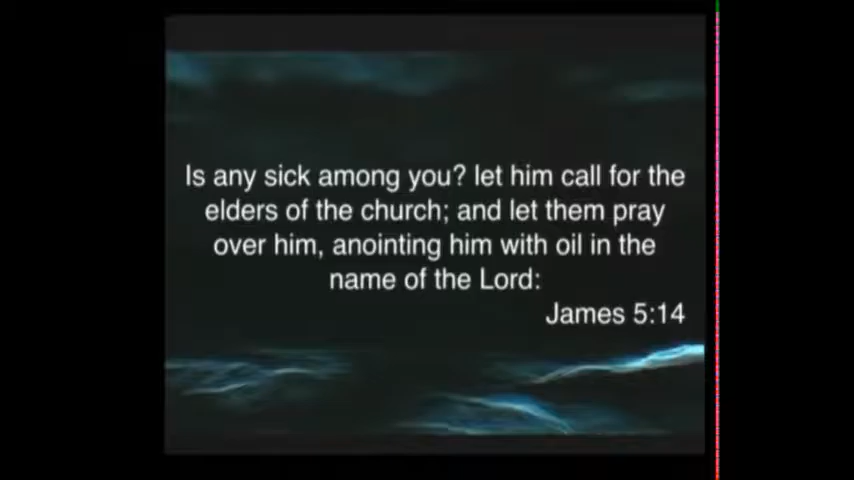 Is any sick among you? let him call for the
elders of the church; and let them pray
over him, anointing him with oil in the
name of the Lord:
James 5:14